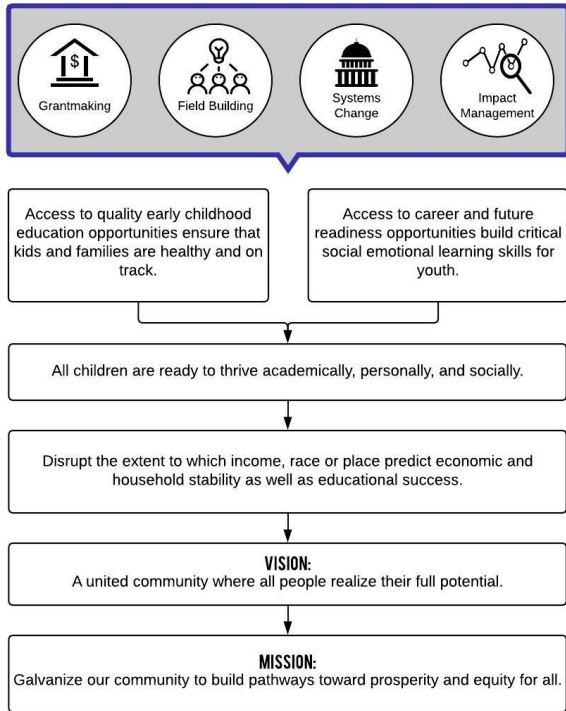 $
Grantmaking
Field Building
Systems
Change
Impact
Management
Access to quality early childhood
education opportunities ensure that
kids and families are healthy and on
track.
Access to career and future
readiness opportunities build critical
social emotional learning skills for
youth.
All children are ready to thrive academically, personally, and socially.
Disrupt the extent to which income, race or place predict economic and
household stability as well as educational success.
VISION:
A united community where all people realize their full potential.
MISSION:
Galvanize our community to build pathways toward prosperity and equity for all.